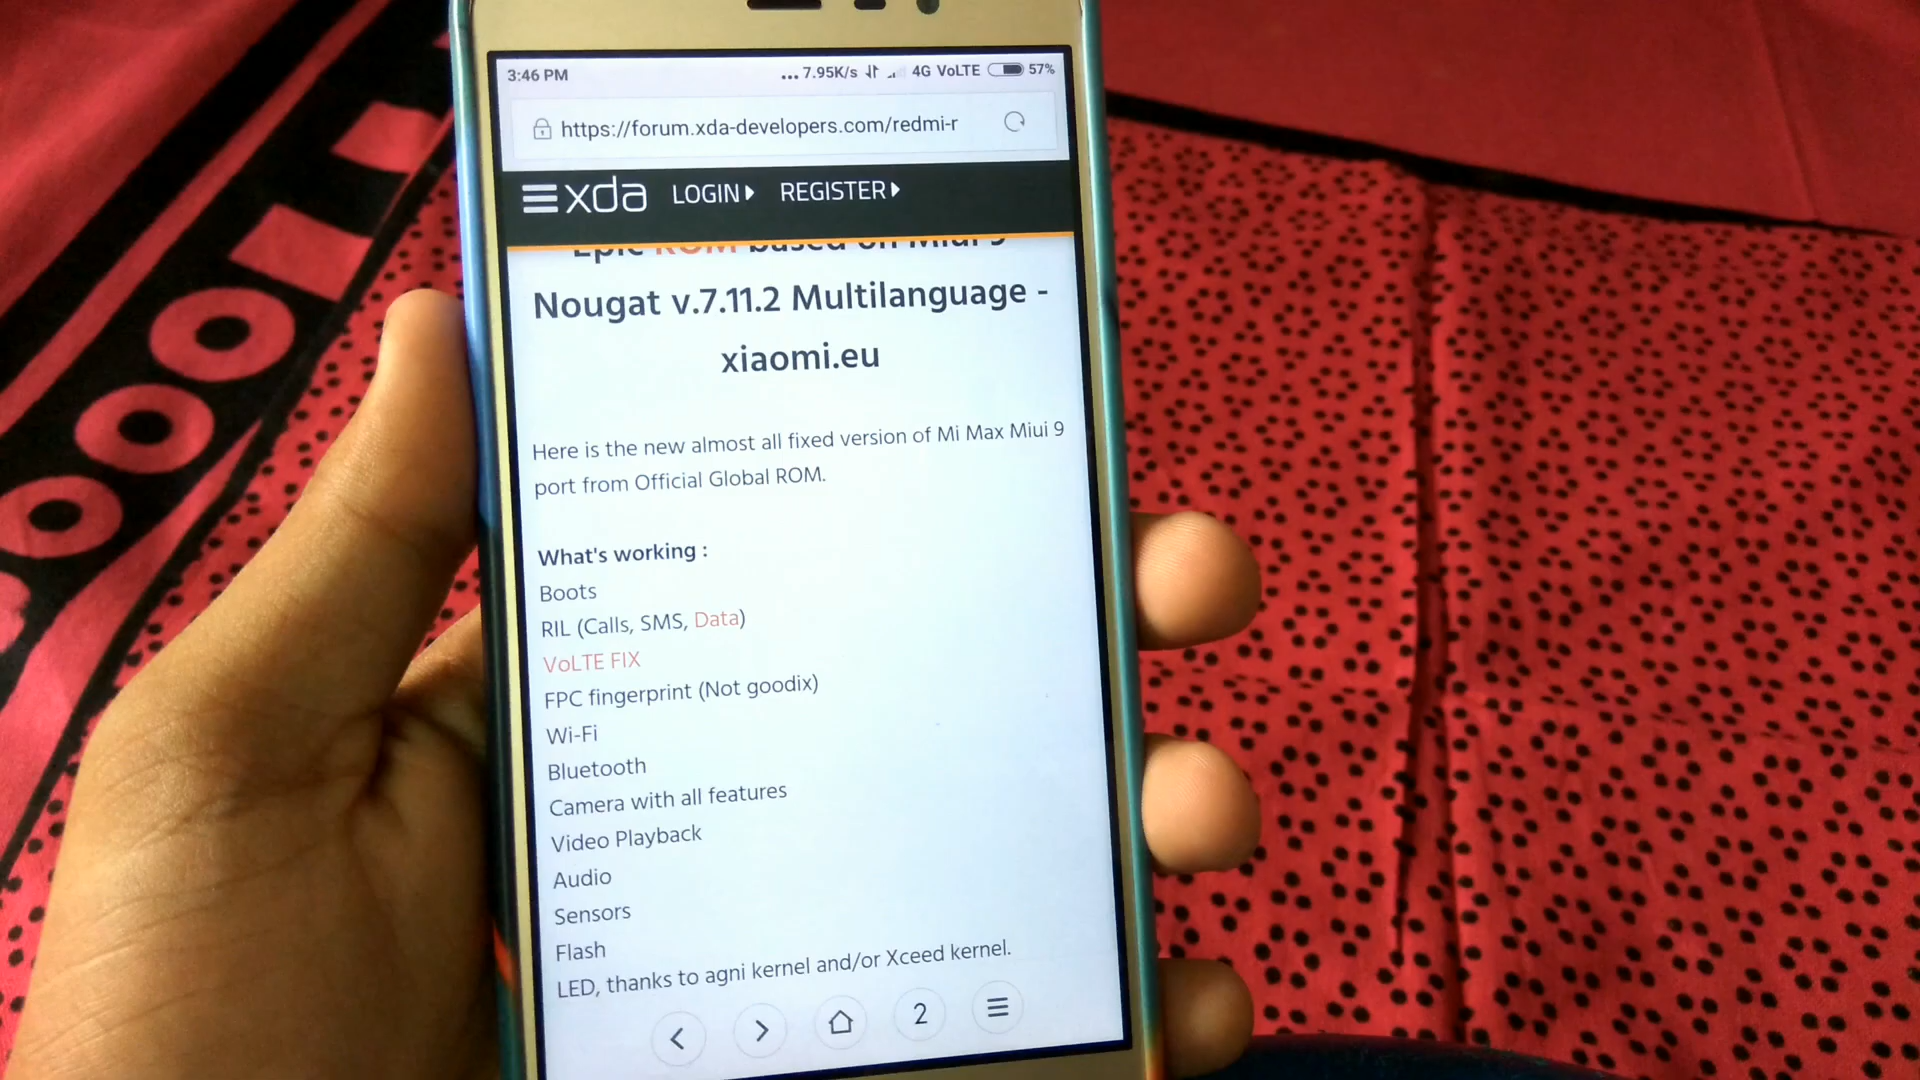 3:46 PM ... 7.95K/s 4G VoLTE 57%
https://forum.xda-developers.com/redmi-r
xda LOGIN REGISTER
Epic ROM based on Miui 9
Nougat v.7.11.2 Multilanguage -
xiaomi.eu
Here is the new almost all fixed version of Mi Max Miui 9
port from Official Global ROM.
What's working :
Boots
RIL (Calls, SMS, Data)
VoLTE FIX
FPC fingerprint (Not goodix)
Wi-Fi
Bluetooth
Camera with all features
Video Playback
Audio
Sensors
Flash
LED, thanks to agni kernel and/or Xceed kernel.
2